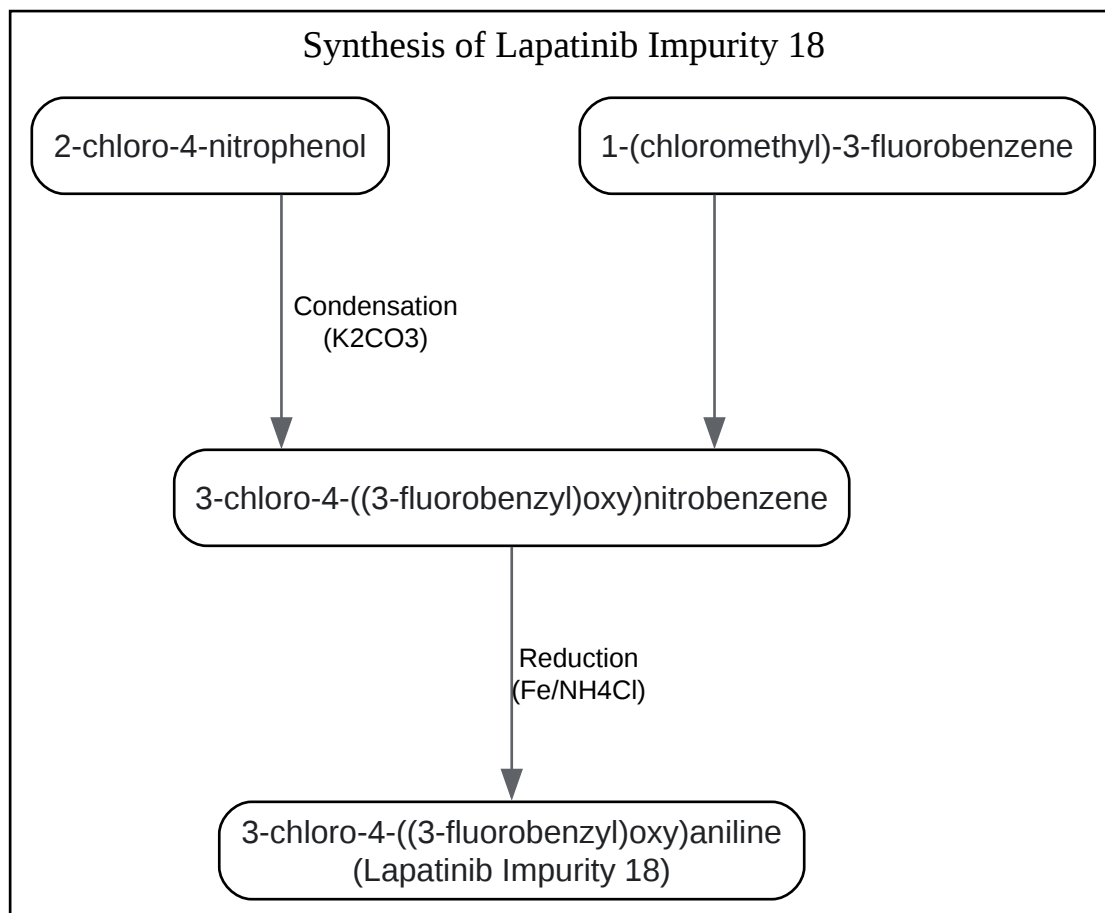 Synthesis of Lapatinib Impurity 18
2-chloro-4-nitrophenol
1-(chloromethyl)-3-fluorobenzene
Condensation
(K2CO3)
3-chloro-4-((3-fluorobenzyl)oxy)nitrobenzene
Reduction
(Fe/NH4Cl)
3-chloro-4-((3-fluorobenzyl)oxy)aniline
(Lapatinib Impurity 18)